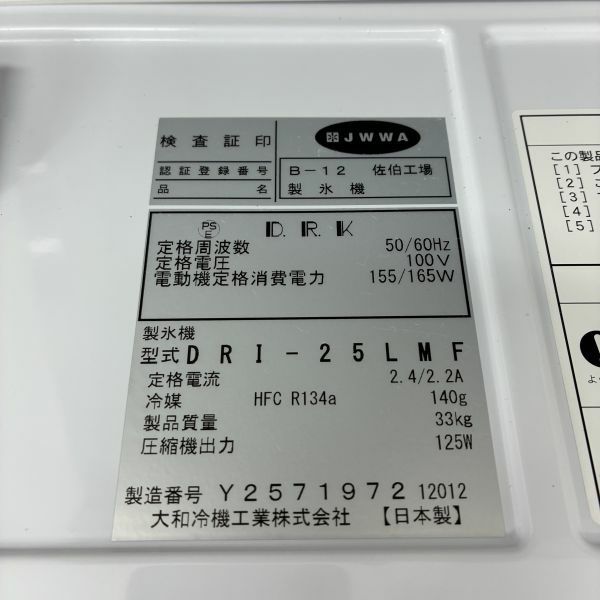 検査証印 JWWA
認証登録番号 B-12 佐伯工場
品名 製氷機
PS
E D.R.K
定格周波数 50/60Hz
定格電圧 100V
電動機定格消費電力 155/165W
製氷機
型式 DRI-25LMF
定格電流 2.4/2.2A
冷媒 HFC R134a 140g
製品質量 33kg
圧縮機出力 125W
製造番号 Y2571972 12012
大和冷機工業株式会社 【日本製】
この製品
[1]
[2]
[3]
[4]
[5]